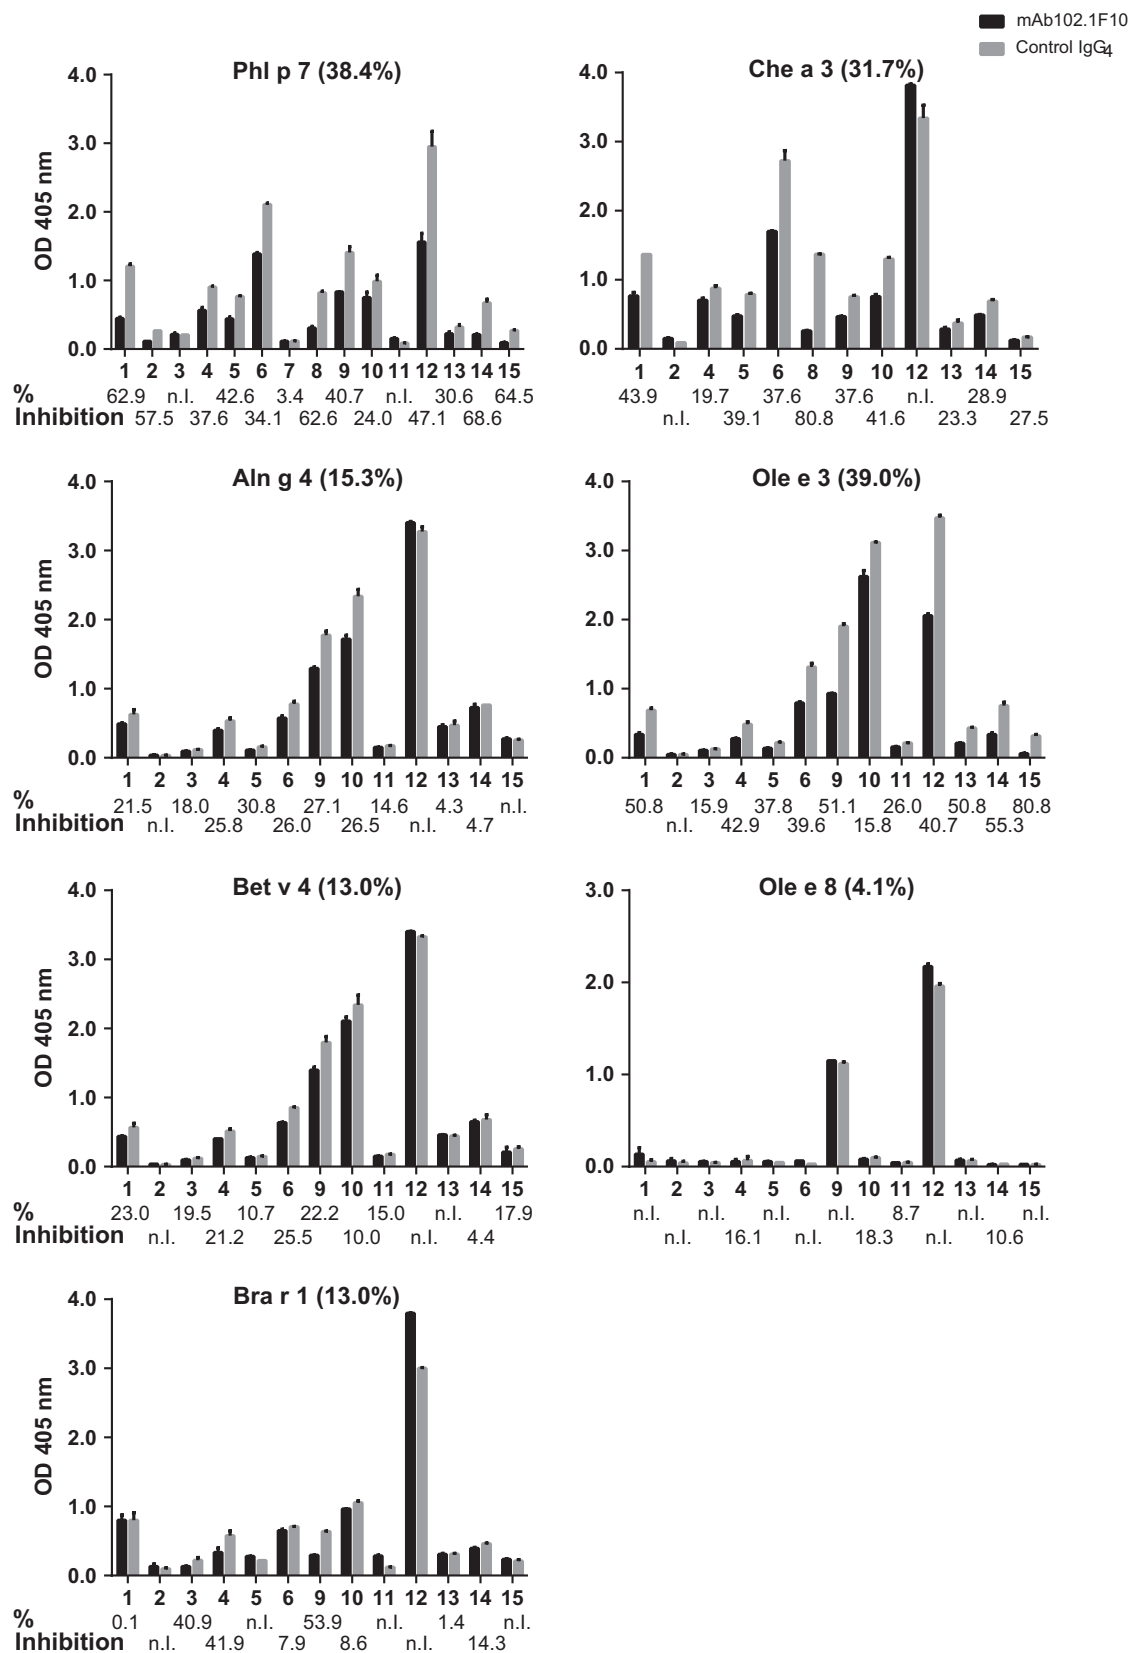 mAb102.1F10
Control IgG4
Phl p 7 (38.4%)
OD 405 nm
4.0
3.0
2.0
1.0
0.0
1 2 3 4 5 6 7 8 9 10 11 12 13 14 15
% 62.9 n.I. 42.6 3.4 40.7 n.I. 30.6 64.5
Inhibition 57.5 37.6 34.1 62.6 24.0 47.1 68.6
Che a 3 (31.7%)
4.0
3.0
2.0
1.0
0.0
1 2 4 5 6 8 9 10 12 13 14 15
43.9 19.7 37.6 37.6 n.I. 28.9
n.I. 39.1 80.8 41.6 23.3 27.5
Aln g 4 (15.3%)
OD 405 nm
4.0
3.0
2.0
1.0
0.0
1 2 3 4 5 6 9 10 11 12 13 14 15
% 21.5 18.0 30.8 27.1 14.6 4.3 n.I.
Inhibition n.I. 25.8 26.0 26.5 n.I. 4.7
Ole e 3 (39.0%)
4.0
3.0
2.0
1.0
0.0
1 2 3 4 5 6 9 10 11 12 13 14 15
50.8 15.9 37.8 51.1 26.0 50.8 80.8
n.I. 42.9 39.6 15.8 40.7 55.3
Bet v 4 (13.0%)
OD 405 nm
4.0
3.0
2.0
1.0
0.0
1 2 3 4 5 6 9 10 11 12 13 14 15
% 23.0 19.5 10.7 22.2 15.0 n.I. 17.9
Inhibition n.I. 21.2 25.5 10.0 n.I. 4.4
Ole e 8 (4.1%)
3.0
2.0
1.0
0.0
1 2 3 4 5 6 9 10 11 12 13 14 15
n.I. n.I. n.I. n.I. 8.7 n.I. n.I.
n.I. 16.1 n.I. 18.3 n.I. 10.6
Bra r 1 (13.0%)
OD 405 nm
4.0
3.0
2.0
1.0
0.0
1 2 3 4 5 6 9 10 11 12 13 14 15
% 0.1 40.9 n.I. 53.9 n.I. 1.4 n.I.
Inhibition n.I. 41.9 7.9 8.6 n.I. 14.3